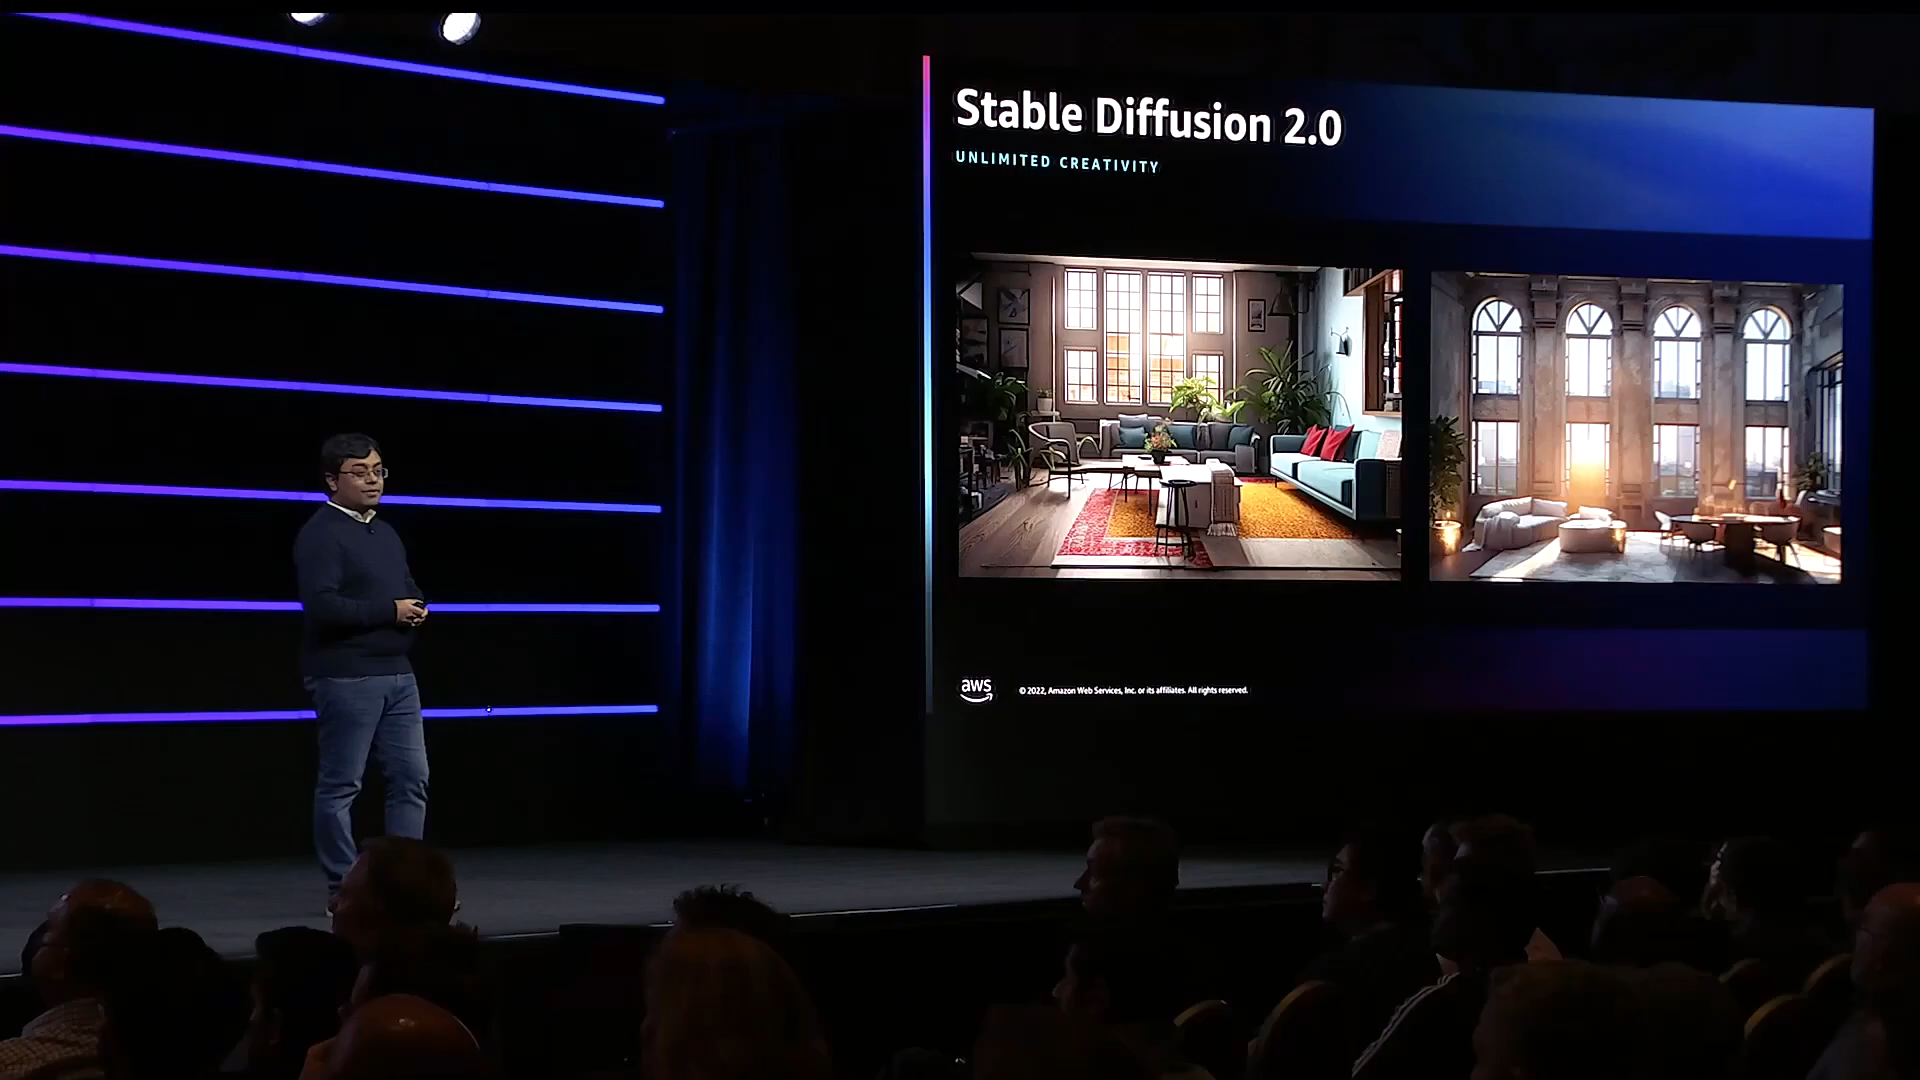 Stable Diffusion 2.0
UNLIMITED CREATIVITY
aws
© 2022, Amazon Web Services, Inc. or its affiliates. All rights reserved.